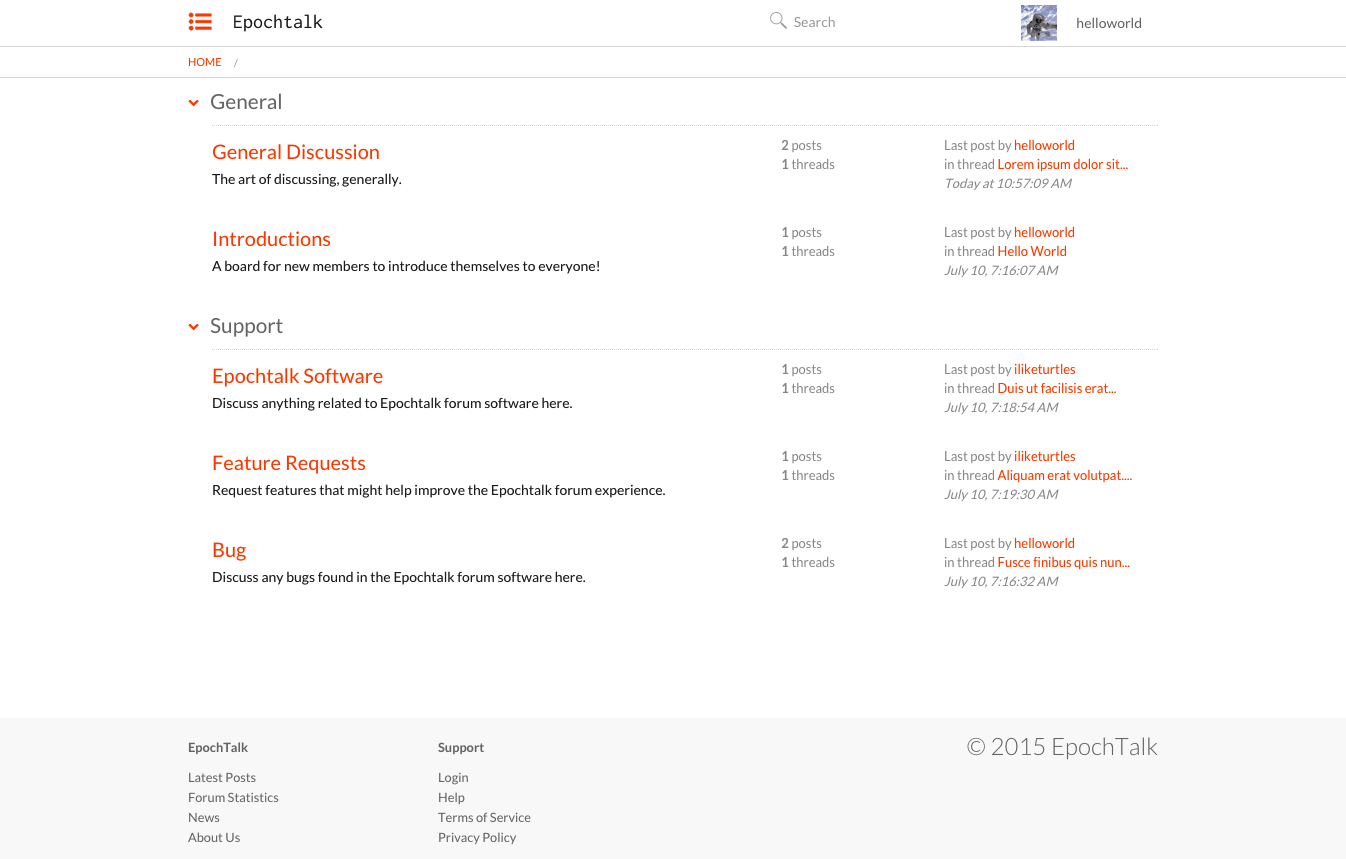 Epochtalk
Search
helloworld
HOME /
General
General Discussion
The art of discussing, generally.
2 posts
1 threads
Last post by helloworld
in thread Lorem ipsum dolor sit...
Today at 10:57:09 AM
Introductions
A board for new members to introduce themselves to everyone!
1 posts
1 threads
Last post by helloworld
in thread Hello World
July 10, 7:16:07 AM
Support
Epochtalk Software
Discuss anything related to Epochtalk forum software here.
1 posts
1 threads
Last post by iliketurtles
in thread Duis ut facilisis erat...
July 10, 7:18:54 AM
Feature Requests
Request features that might help improve the Epochtalk forum experience.
1 posts
1 threads
Last post by iliketurtles
in thread Aliquam erat volutpat....
July 10, 7:19:30 AM
Bug
Discuss any bugs found in the Epochtalk forum software here.
2 posts
1 threads
Last post by helloworld
in thread Fusce finibus quis nun...
July 10, 7:16:32 AM
EpochTalk
Latest Posts
Forum Statistics
News
About Us
Support
Login
Help
Terms of Service
Privacy Policy
© 2015 EpochTalk